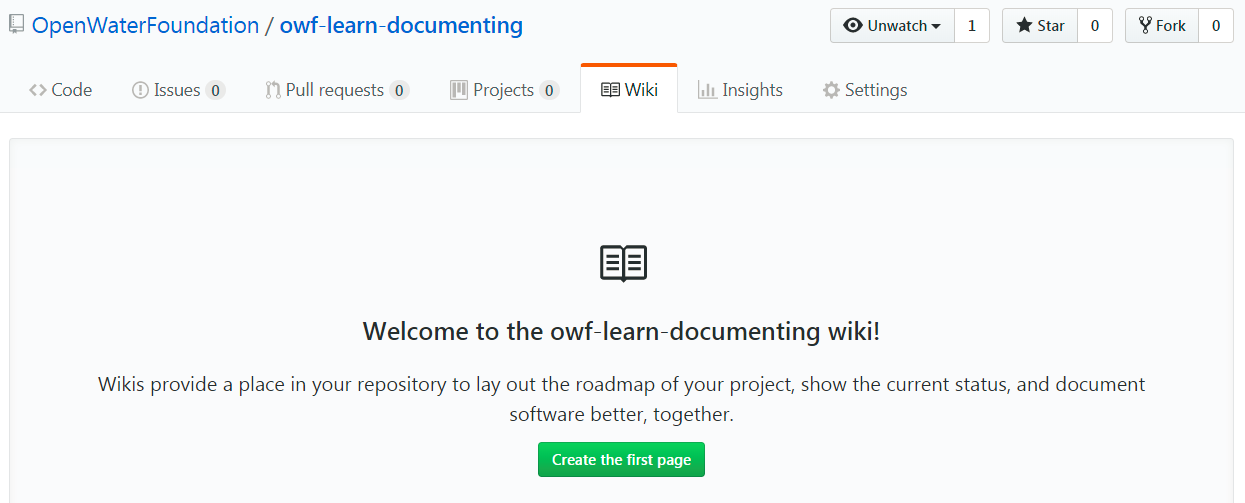 OpenWaterFoundation / owf-learn-documenting
Unwatch 1 Star 0 Fork 0
Code Issues 0 Pull requests 0 Projects 0 Wiki Insights Settings
Welcome to the owf-learn-documenting wiki!
Wikis provide a place in your repository to lay out the roadmap of your project, show the current status, and document
software better, together.
Create the first page